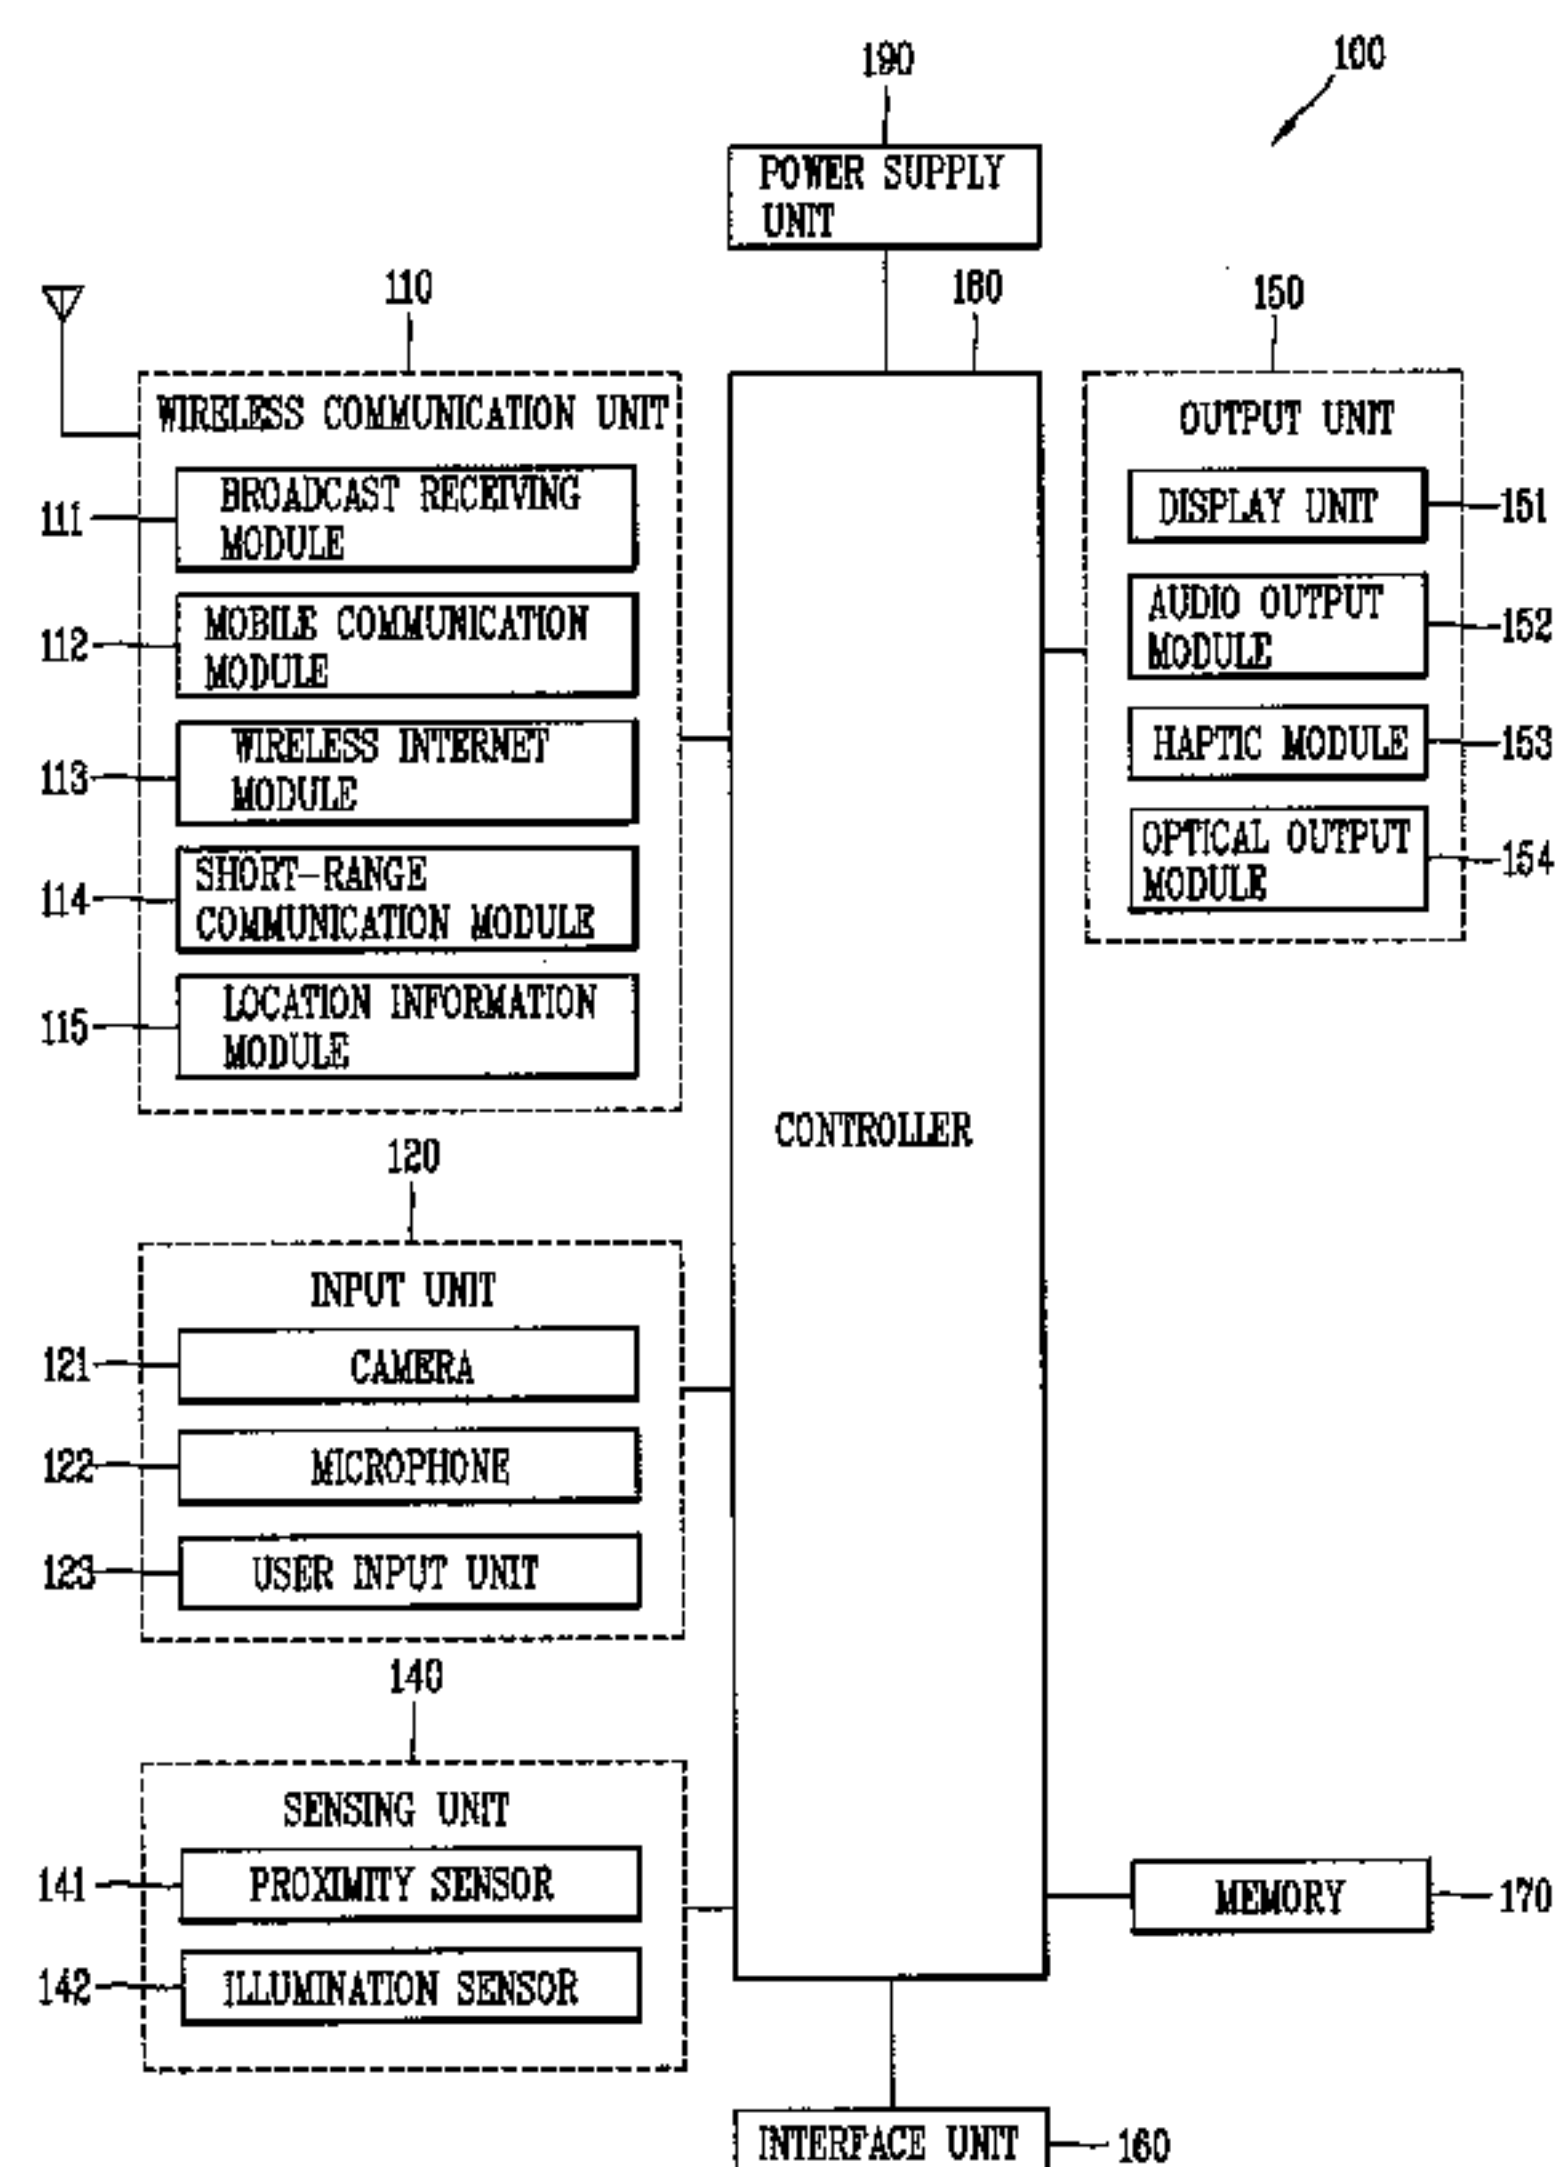 190
100
POWER SUPPLY
UNIT
110
180
150
WIRELESS COMMUNICATION UNIT
111
BROADCAST RECEIVING
MODULE
112
MOBILE COMMUNICATION
MODULE
113
WIRELESS INTERNET
MODULE
114
SHORT-RANGE
COMMUNICATION MODULE
115
LOCATION INFORMATION
MODULE
OUTPUT UNIT
DISPLAY UNIT
151
AUDIO OUTPUT
MODULE
152
HAPTIC MODULE
153
OPTICAL OUTPUT
MODULE
154
CONTROLLER
120
INPUT UNIT
121
CAMERA
122
MICROPHONE
123
USER INPUT UNIT
140
SENSING UNIT
141
PROXIMITY SENSOR
142
ILLUMINATION SENSOR
MEMORY
170
INTERFACE UNIT
160